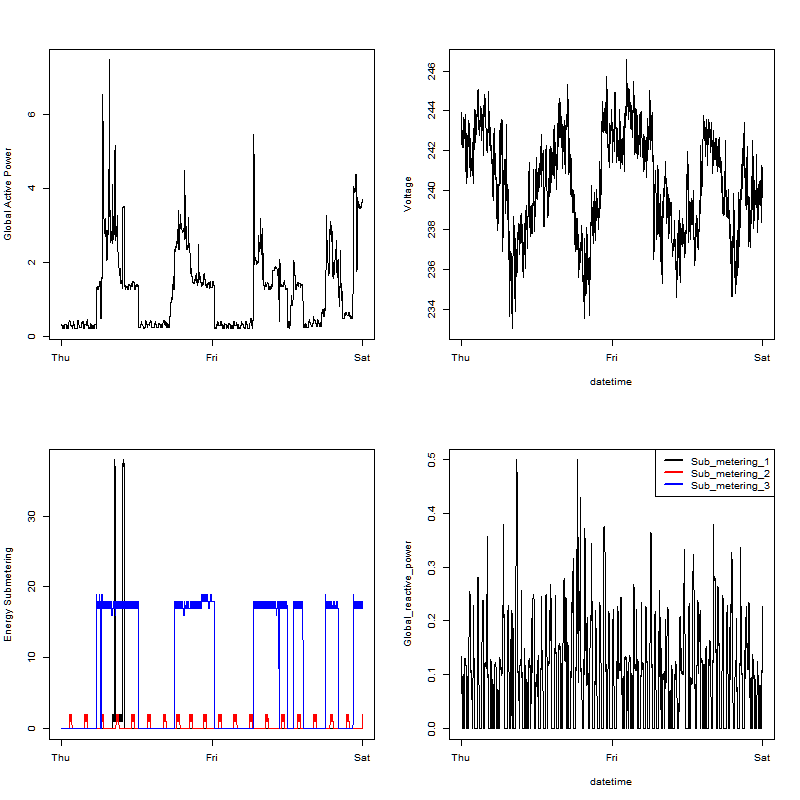 Global Active Power
6
4
2
0
Thu
Fri
Sat
Voltage
246
244
242
240
238
236
234
Thu
Fri
Sat
datetime
Energy Submetering
30
20
10
0
Thu
Fri
Sat
Global_reactive_power
0.5
0.4
0.3
0.2
0.1
0.0
Sub_metering_1
Sub_metering_2
Sub_metering_3
Thu
Fri
Sat
datetime